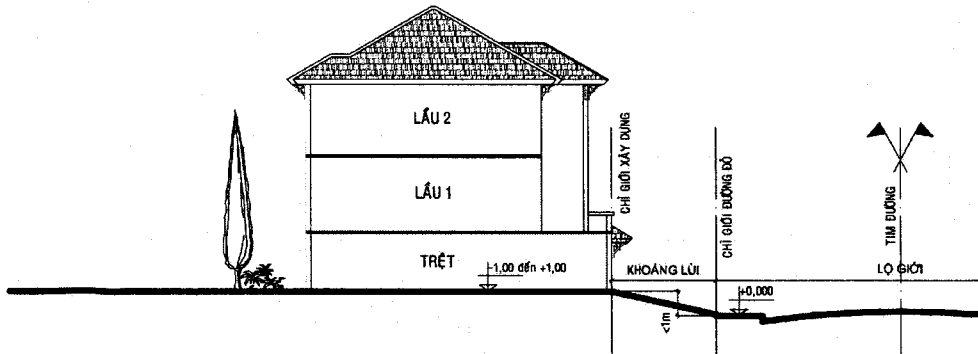 LẦU 2
LẦU 1
TRỆT
-1,00 đến +1,00
CHỈ GIỚI XÂY DỰNG
KHOẢNG LÙI
<1m
CHỈ GIỚI ĐƯỜNG ĐỎ
+0,000
TIM ĐƯỜNG
LỘ GIỚI